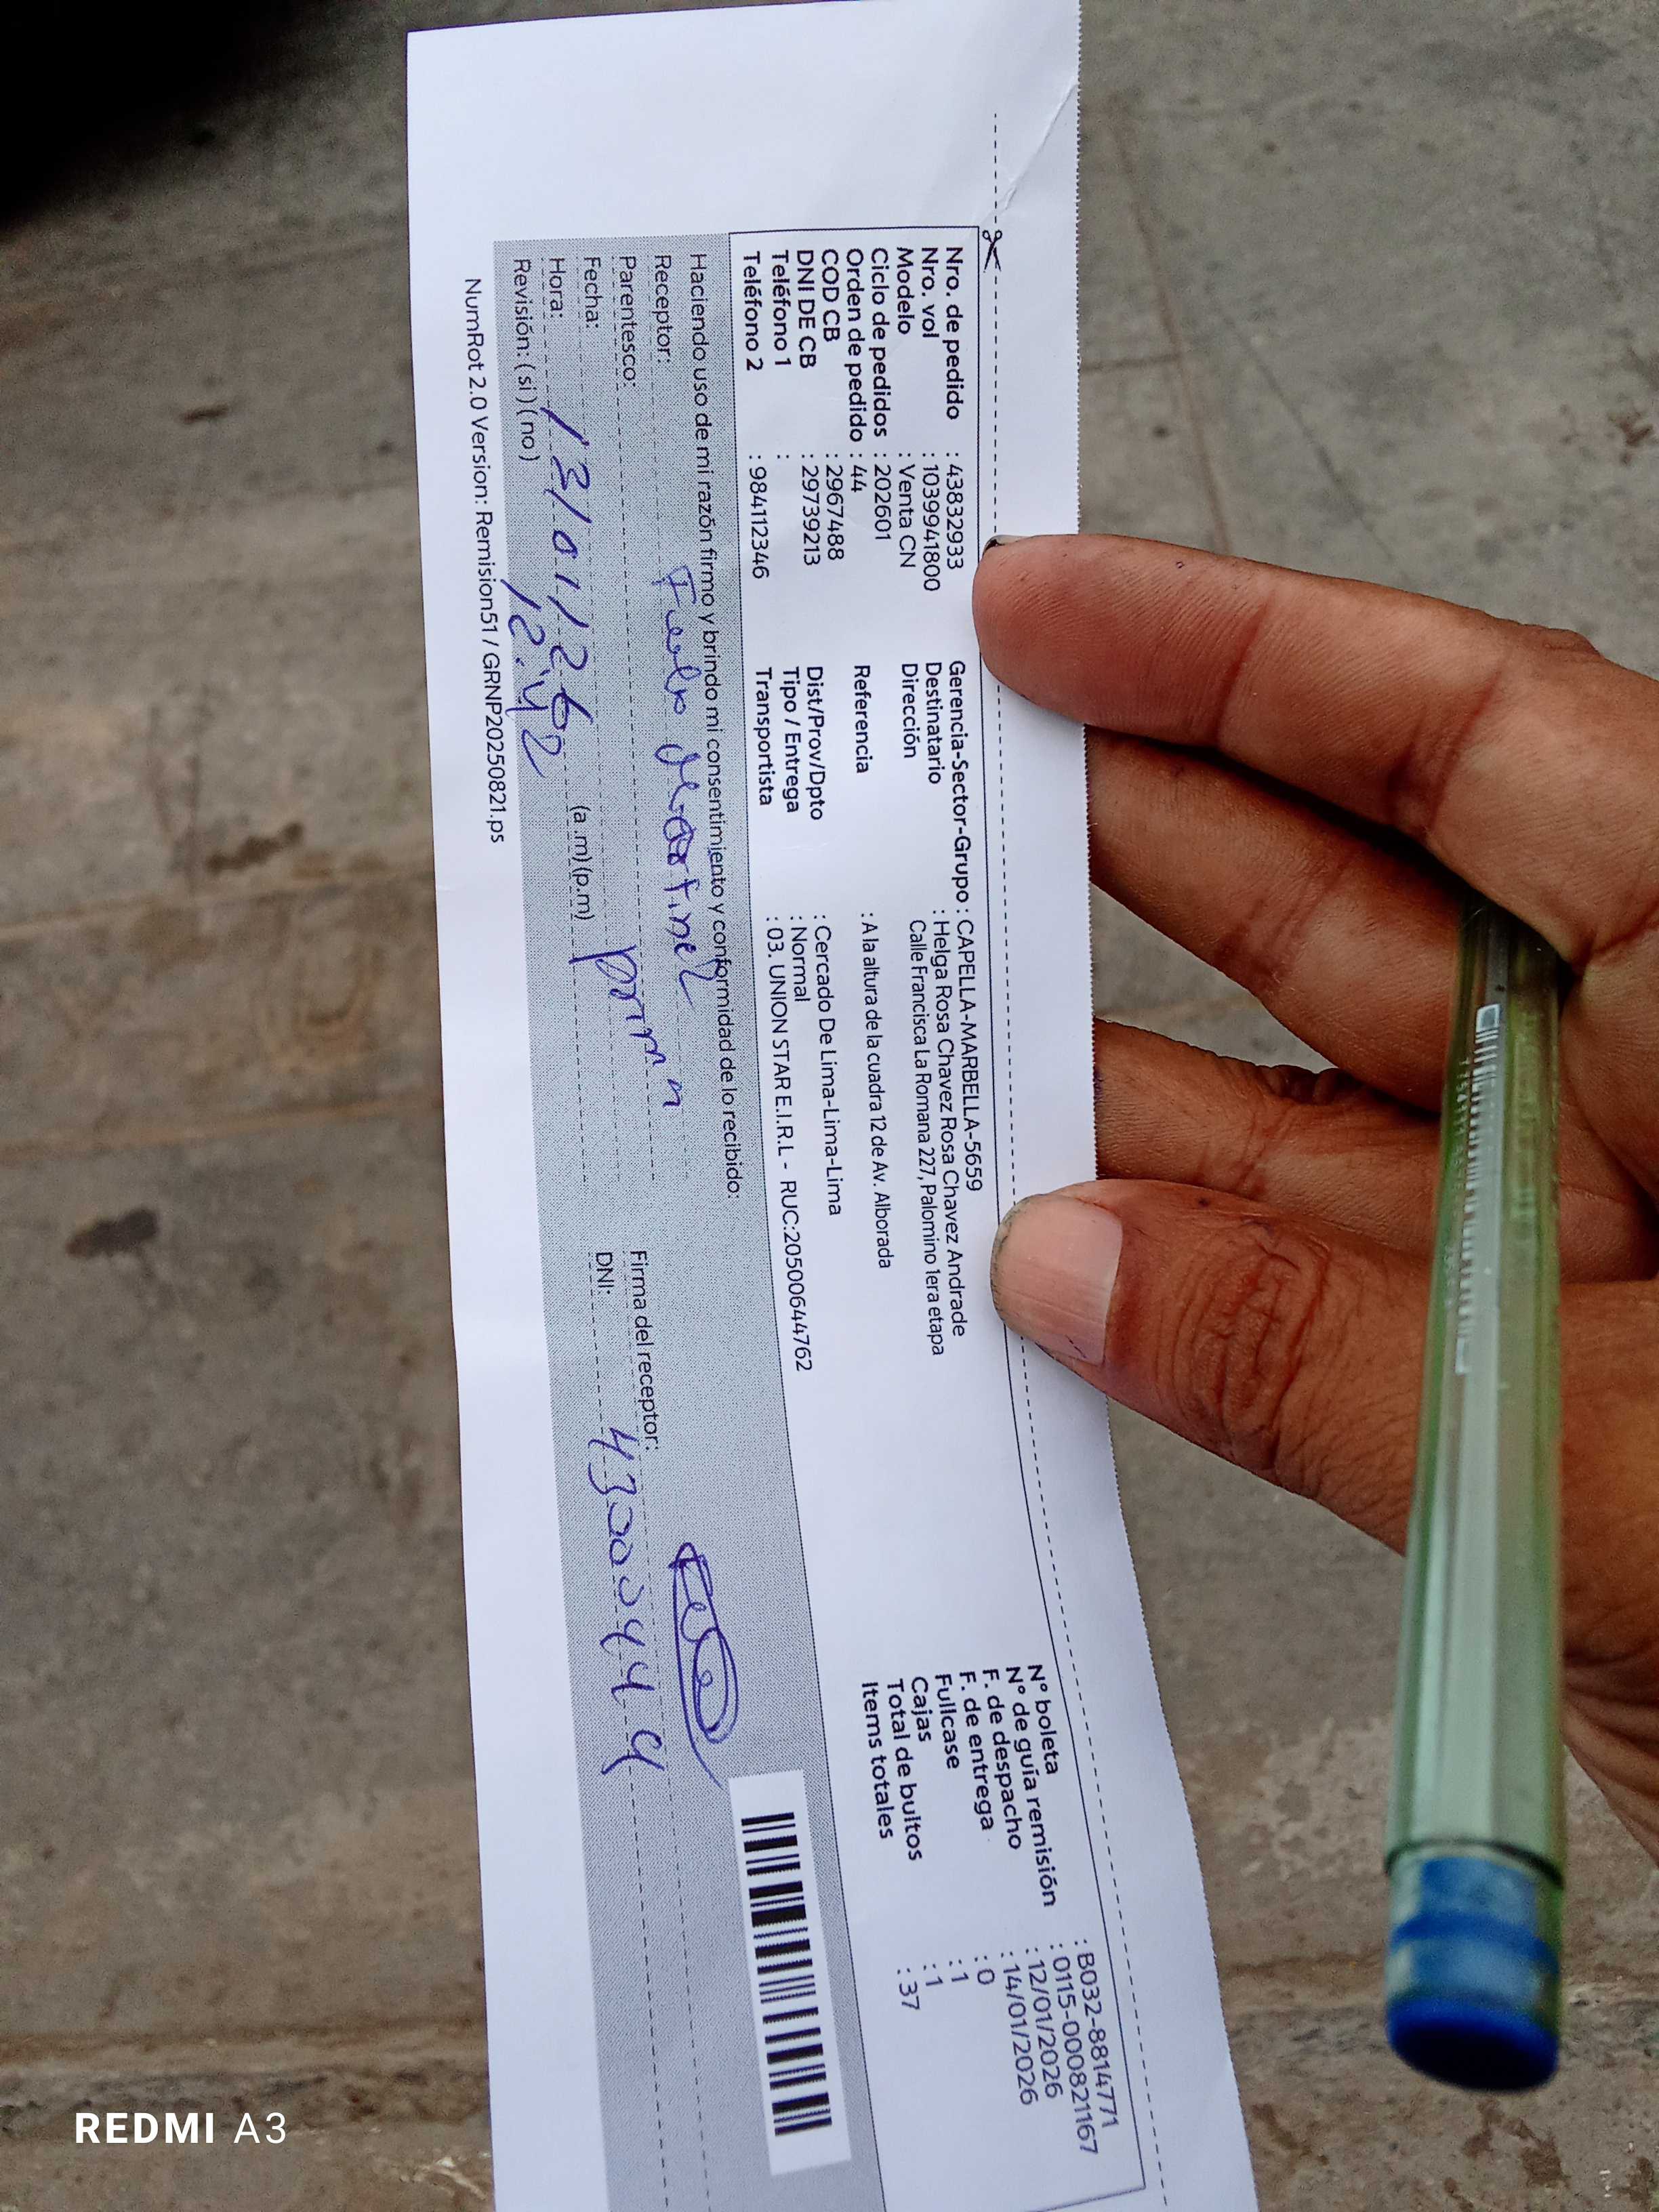 Nro. de pedido : 43832933
Nro. vol : 1039941800
Modelo : Venta CN
Ciclo de pedidos : 202601
Orden de pedido : 44
COD CB : 2967488
DNI DE CB : 29739213
Teléfono 1 :
Teléfono 2 : 984112346
Gerencia-Sector-Grupo : CAPELLA-MARBELLA-5659
Destinatario : Helga Rosa Chavez Rosa Chavez Andrade
Dirección Calle Francisca La Romana 227, Palomino 1era etapa
Referencia : A la altura de la cuadra 12 de Av. Alborada
Dist/Prov/Dpto : Cercado De Lima-Lima-Lima
Tipo / Entrega : Normal
Transportista : 03. UNION STAR E.I.R.L - RUC:20500644762
N° boleta : B032-8814771
N° de guía remisión : 0115-000821167
F. de despacho : 12/01/2026
F. de entrega : 14/01/2026
Fullcase : 0
Cajas : 1
Total de bultos : 1
Items totales : 37
Haciendo uso de mi razón firmo y brindo mi consentimiento y conformidad de lo recibido:
Receptor:
Parentesco:
Fecha: 13/01/26
Hora: 12:42 (a.m)(p.m)
Revisión: (si)(no)
Firma del receptor:
DNI:
NumRot 2.0 Version: Remision51 / GRNP20250821.ps
REDMI A3